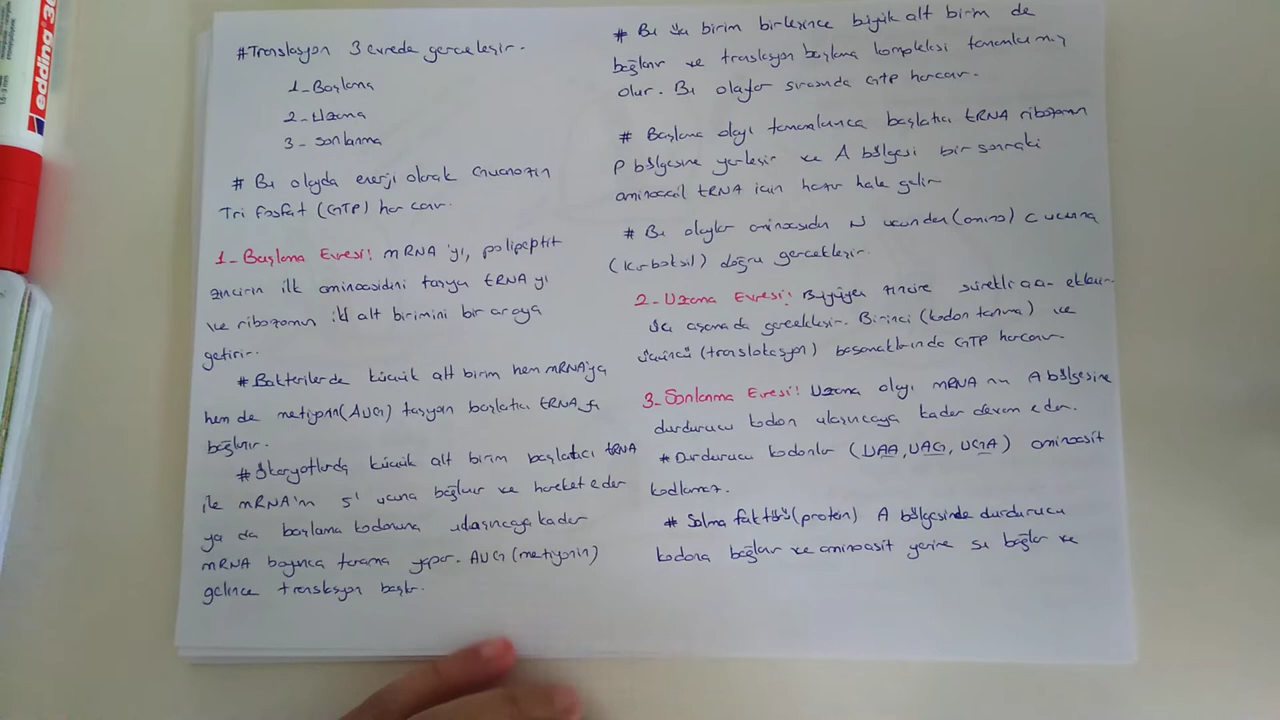 edding 30
#Translasyon 3 evrede gerçekleşir.
1-Başlama
2-Uzama
3-Sonlanma
# Bu olayda enerji olarak Guanozin
Tri fosfat (GTP) harcar.
1-Başlama Evresi: mRNA'yı, polipeptit
zincirin ilk aminoasidini taşıyan tRNA yı
ve ribozomun iki alt birimini bir araya
getirir.
# Bakterilerde küçük alt birim hem mRNA'ya
hem de metiyonin(AUG) taşıyan başlatıcı tRNA ya
bağlanır.
# Ökaryotlarda küçük alt birim başlatıcı tRNA
ile mRNA'nın 5' ucuna bağlanır ve hareket eder
ya da başlama kodonuna ulaşıncaya kadar
mRNA boyunca tarama yapar. AUG (metiyonin)
gelince translasyon başlar.
# Bu iki birim birleşince büyük alt birim de
bağlanır ve translasyon başlama kompleksi tamamlanmış
olur. Bu olaylar sırasında GTP harcar.
# Başlama olayı tamamlanınca başlatıcı tRNA ribozomun
P bölgesine yerleşir ve A bölgesi bir sonraki
aminoacil tRNA için hazır hale gelir
# Bu olaylar aminoasidin N ucundan(amino) C ucuna
(karboksil) doğru gerçekleşir.
2-Uzama Evresi: Büyüyen zincire sürekli a.a. eklenir
üç aşamada gerçekleşir. Birinci (kodon tanıma) ve
üçüncü (translokasyon) basamaklarında GTP harcanır
3-Sonlanma Evresi: Uzama olayı mRNA nın A bölgesine
durdurucu kodon ulaşıncaya kadar devam eder.
# Durdurucu kodonlar (UAA, UAG, UGA) aminoasit
kodlamaz.
# Salma faktörü(protein) A bölgesinde durdurucu
kodona bağlanır ve aminoasit yerine su bağlar ve